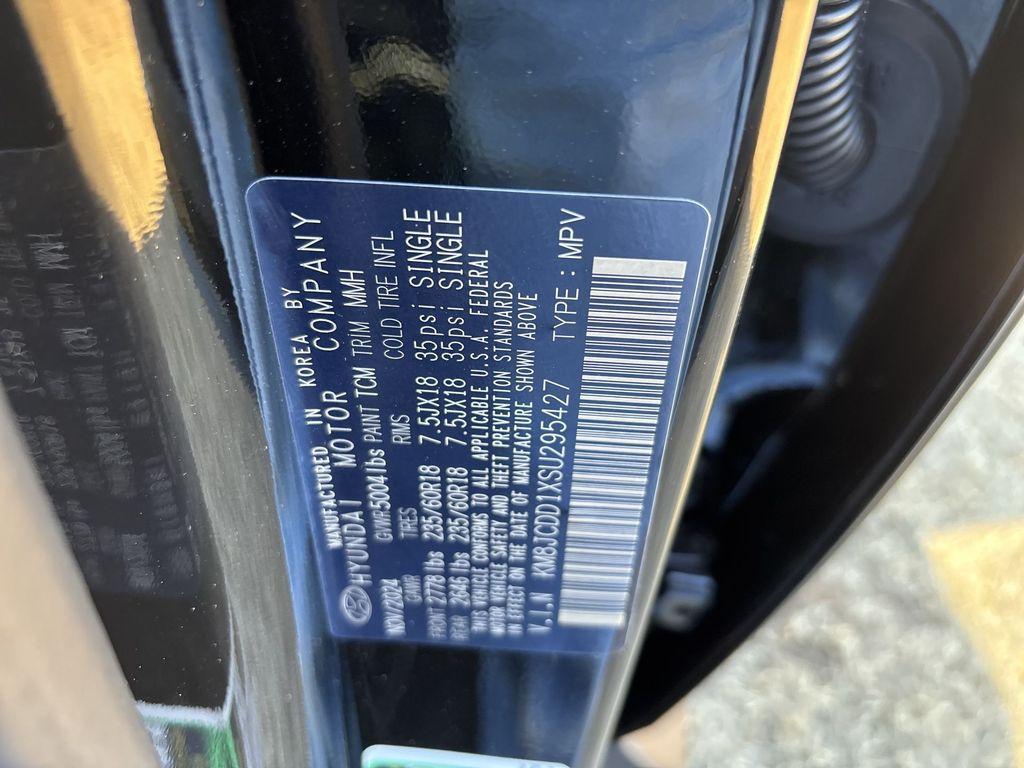 MANUFACTURED IN KOREA BY
HYUNDAI MOTOR COMPANY
NOV/2024 GVWR5004lbs PAINT TCM TRIM MMH
GAWR TIRES RIMS COLD TIRE INFL
FRONT 2778 lbs 235/60R18 7.5JX18 35psi SINGLE
REAR 2646 lbs 235/60R18 7.5JX18 35psi SINGLE
THIS VEHICLE CONFORMS TO ALL APPLICABLE U.S.A. FEDERAL
MOTOR VEHICLE SAFETY AND THEFT PREVENTION STANDARDS
IN EFFECT ON THE DATE OF MANUFACTURE SHOWN ABOVE
V.I.N KM8JCDD1XSU295427 TYPE : MPV